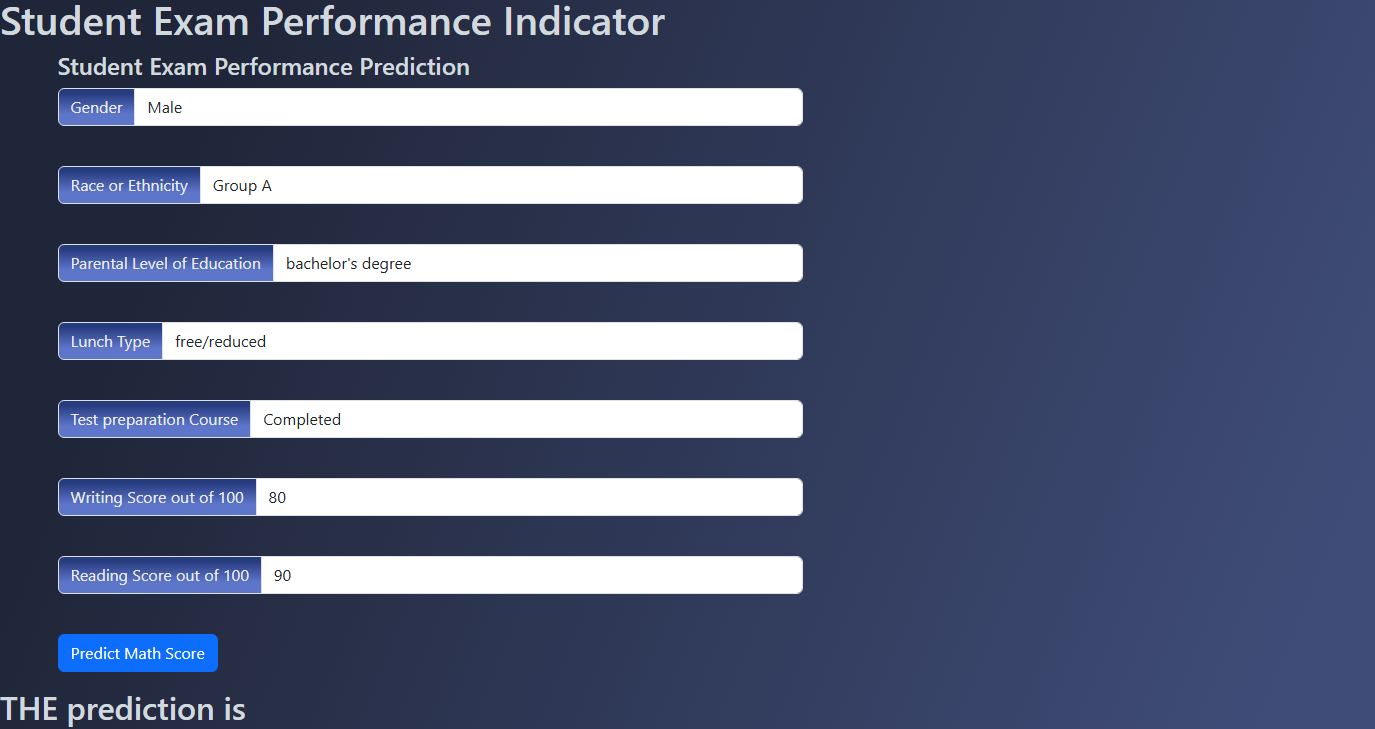 Student Exam Performance Indicator
Student Exam Performance Prediction
Gender Male
Race or Ethnicity Group A
Parental Level of Education bachelor's degree
Lunch Type free/reduced
Test preparation Course Completed
Writing Score out of 100 80
Reading Score out of 100 90
Predict Math Score
THE prediction is